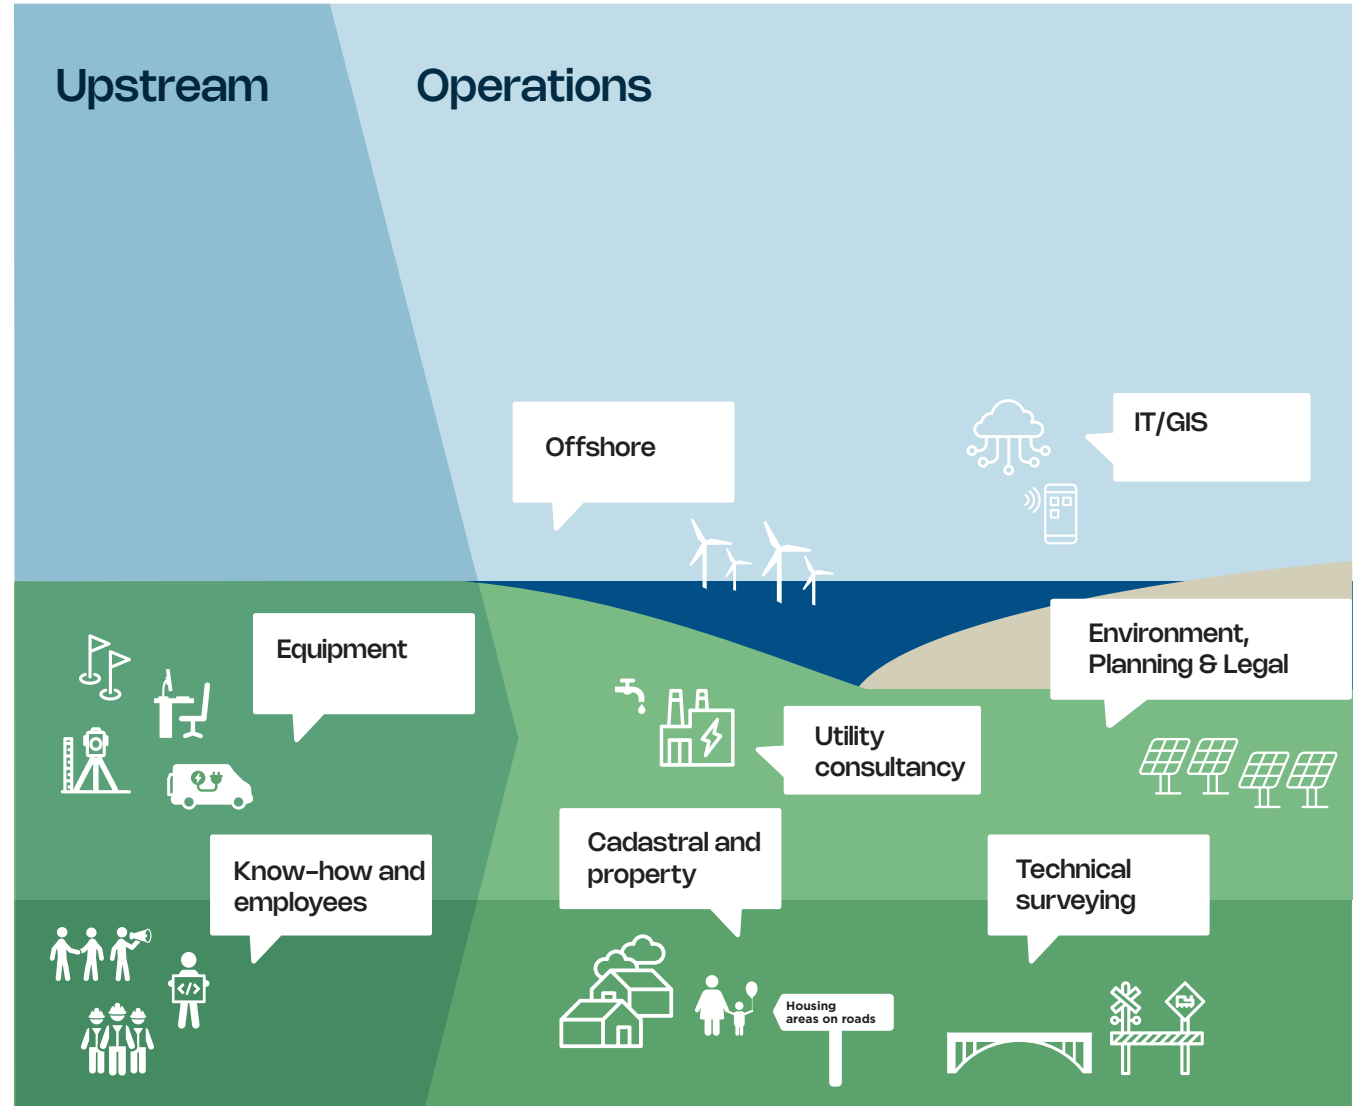 Upstream
Operations
Offshore
IT/GIS
Equipment
Environment,
Planning & Legal
Utility
consultancy
Cadastral and
property
Know-how and
employees
Technical
surveying
</>
Housing
areas on roads